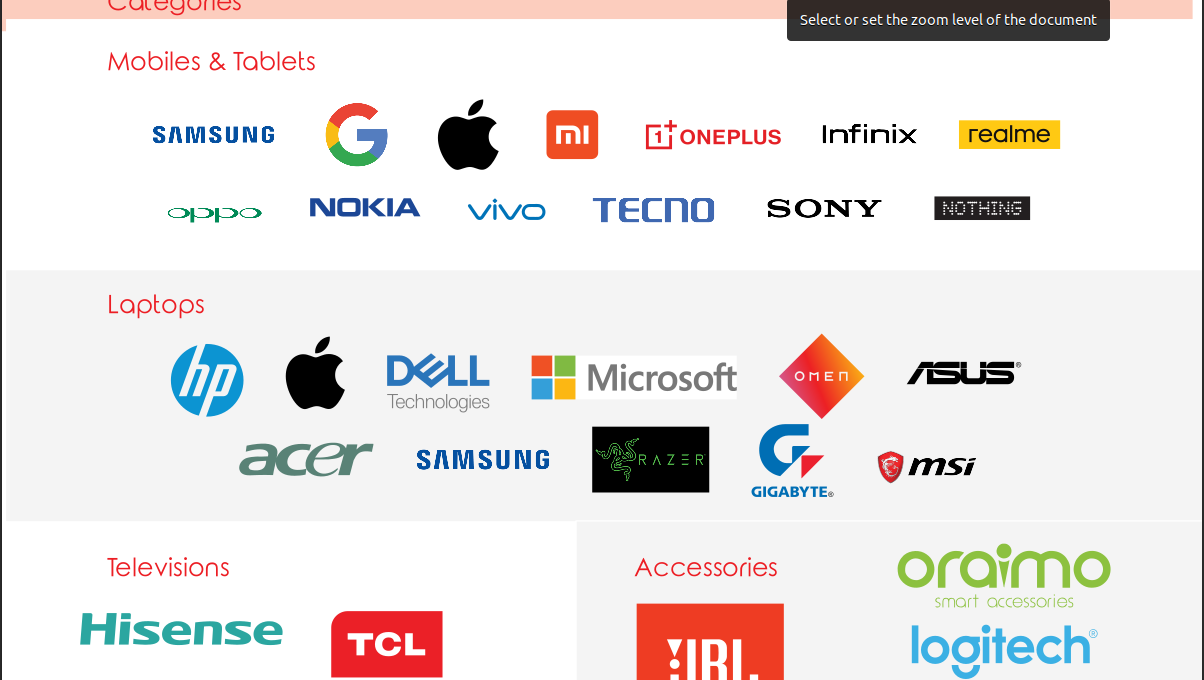 Categories
Select or set the zoom level of the document
Mobiles & Tablets
SAMSUNG G mi 1+ ONEPLUS Infinix realme
oppo NOKIA vivo TECNO SONY NOTHING
Laptops
hp DELL Technologies Microsoft OMEN ASUS®
acer SAMSUNG RAZER GIGABYTE® msi
Televisions
Hisense TCL
Accessories
JBL
oraimo
smart accessories
logitech®